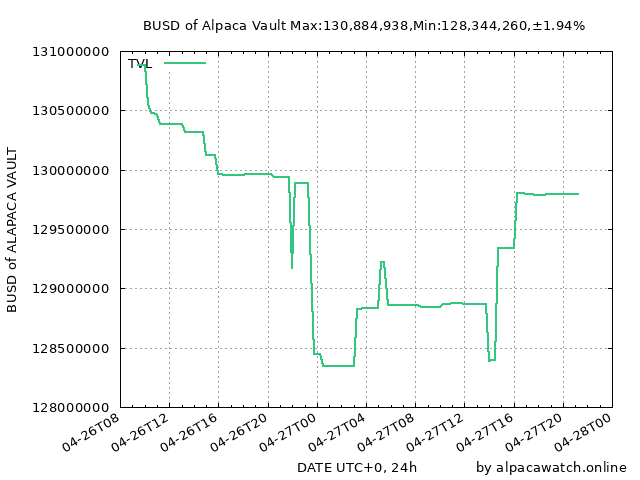 BUSD of Alpaca Vault Max:130,884,938,Min:128,344,260,±1.94%
131000000
TVL
130500000
130000000
129500000
129000000
128500000
128000000
BUSD of ALAPACA VAULT
04-26T08
04-26T12
04-26T16
04-26T20
04-27T00
04-27T04
04-27T08
04-27T12
04-27T16
04-27T20
04-28T00
DATE UTC+0, 24h
by alpacawatch.online